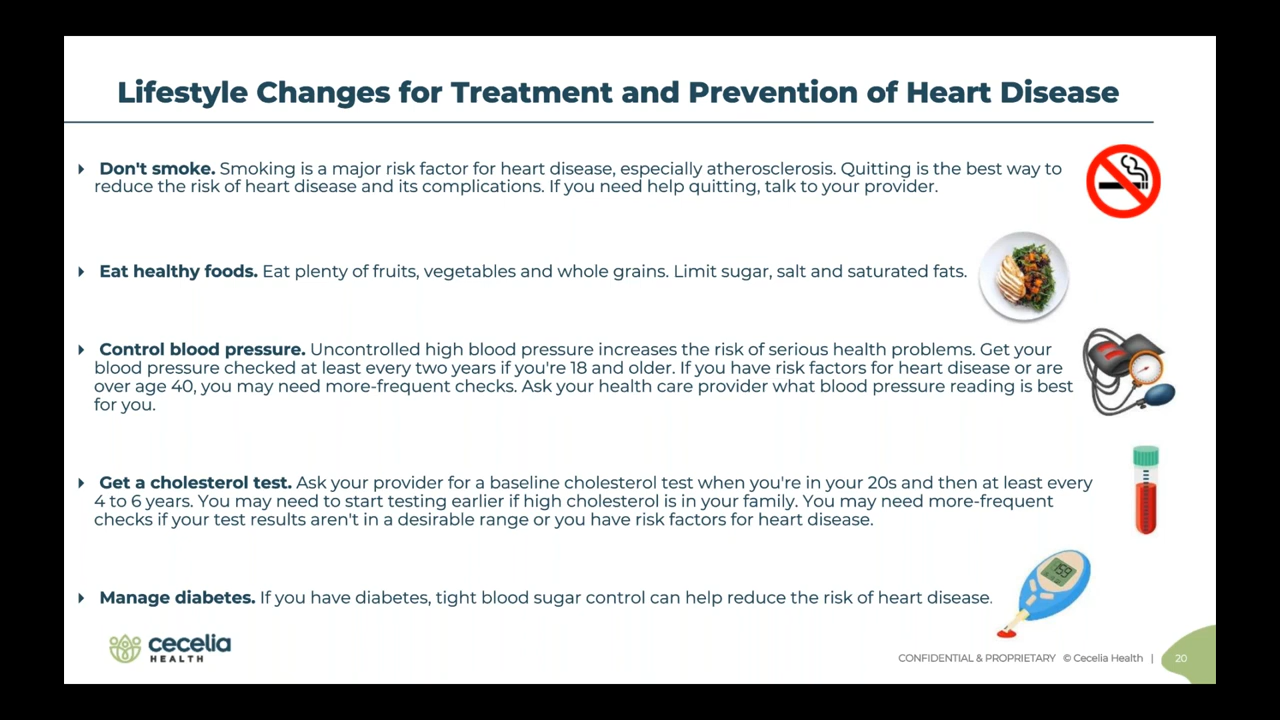 Lifestyle Changes for Treatment and Prevention of Heart Disease
Don't smoke. Smoking is a major risk factor for heart disease, especially atherosclerosis. Quitting is the best way to
reduce the risk of heart disease and its complications. If you need help quitting, talk to your provider.
Eat healthy foods. Eat plenty of fruits, vegetables and whole grains. Limit sugar, salt and saturated fats.
Control blood pressure. Uncontrolled high blood pressure increases the risk of serious health problems. Get your
blood pressure checked at least every two years if you're 18 and older. If you have risk factors for heart disease or are
over age 40, you may need more-frequent checks. Ask your health care provider what blood pressure reading is best
for you.
Get a cholesterol test. Ask your provider for a baseline cholesterol test when you're in your 20s and then at least every
4 to 6 years. You may need to start testing earlier if high cholesterol is in your family. You may need more-frequent
checks if your test results aren't in a desirable range or you have risk factors for heart disease.
159
Manage diabetes. If you have diabetes, tight blood sugar control can help reduce the risk of heart disease.
cecelia
HEALTH
CONFIDENTIAL & PROPRIETARY © Cecelia Health | 20